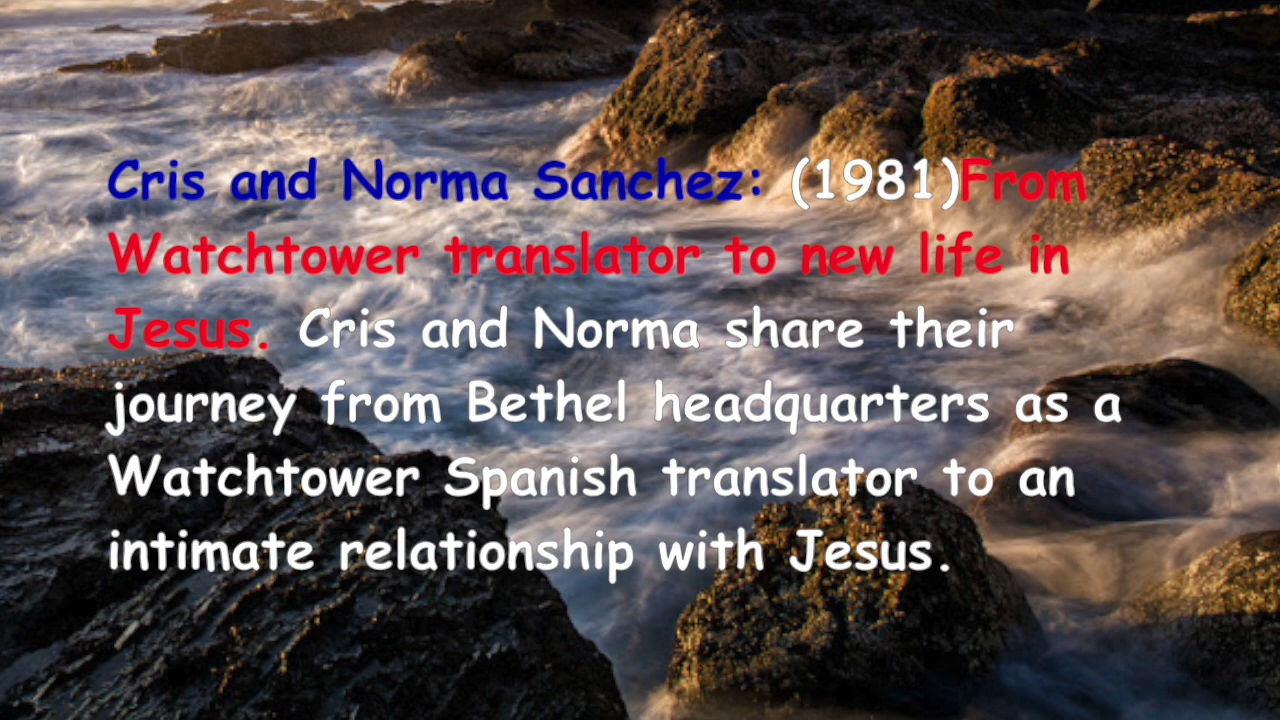 Cris and Norma Sanchez: (1981)From
Watchtower translator to new life in
Jesus. Cris and Norma share their
journey from Bethel headquarters as a
Watchtower Spanish translator to an
intimate relationship with Jesus.